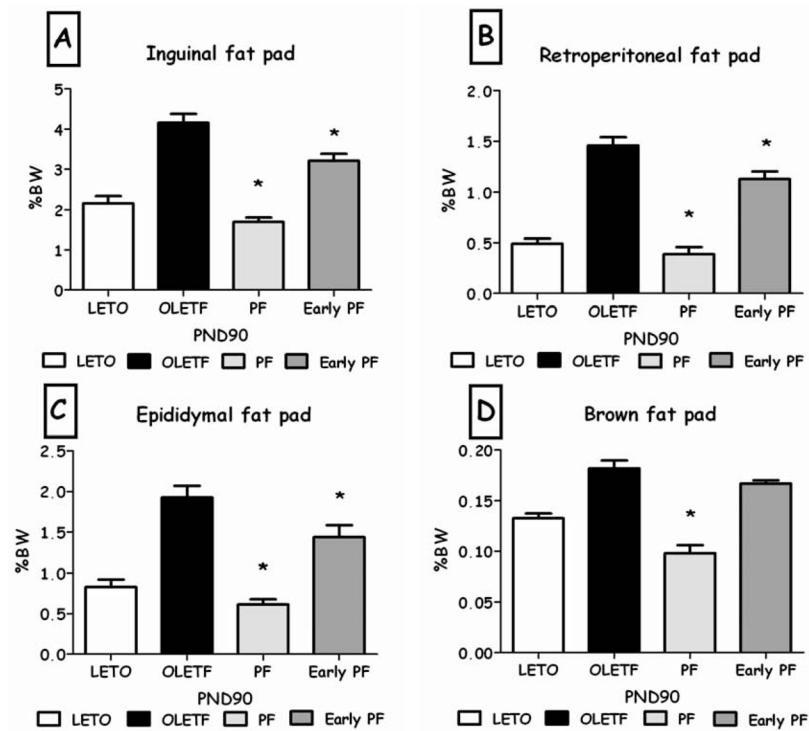 A
Inguinal fat pad
5
4
3
2
1
0
%BW
*
*
LETO OLETF PF Early PF
PND90
LETO OLETF PF Early PF
B
Retroperitoneal fat pad
2.0
1.5
1.0
0.5
0.0
%BW
*
*
LETO OLETF PF Early PF
PND90
LETO OLETF PF Early PF
C
Epididymal fat pad
2.5
2.0
1.5
1.0
0.5
0.0
%BW
*
*
LETO OLETF PF Early PF
PND90
LETO OLETF PF Early PF
D
Brown fat pad
0.20
0.15
0.10
0.05
0.00
%BW
*
LETO OLETF PF Early PF
PND90
LETO OLETF PF Early PF